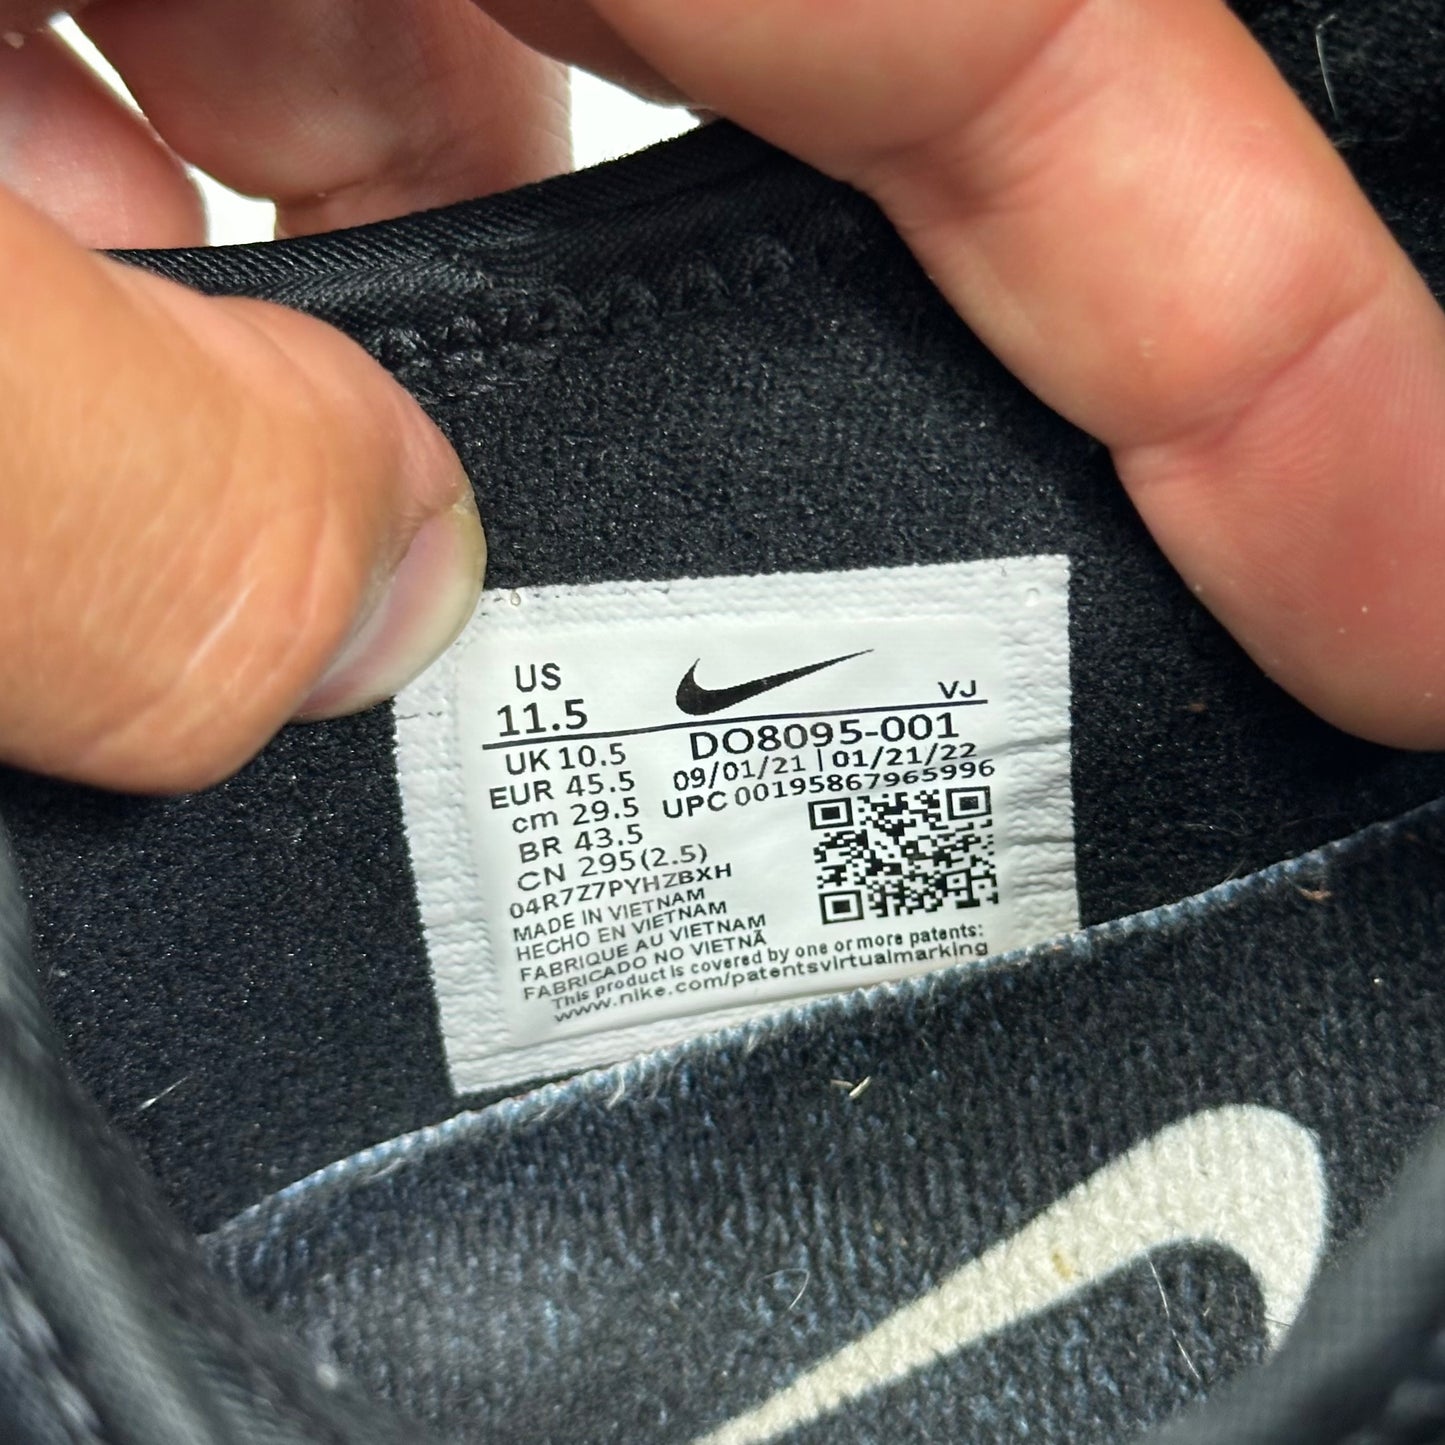 US
11.5
VJ
UK 10.5
DO8095-001
EUR 45.5
09/01/21 | 01/21/22
cm 29.5
UPC 00195867965996
BR 43.5
CN 295(2.5)
04R7Z7PYHZBXH
MADE IN VIETNAM
HECHO EN VIETNAM
FABRIQUE AU VIETNAM
FABRICADO NO VIETNÃ
This product is covered by one or more patents:
www.nike.com/patentsvirtualmarking